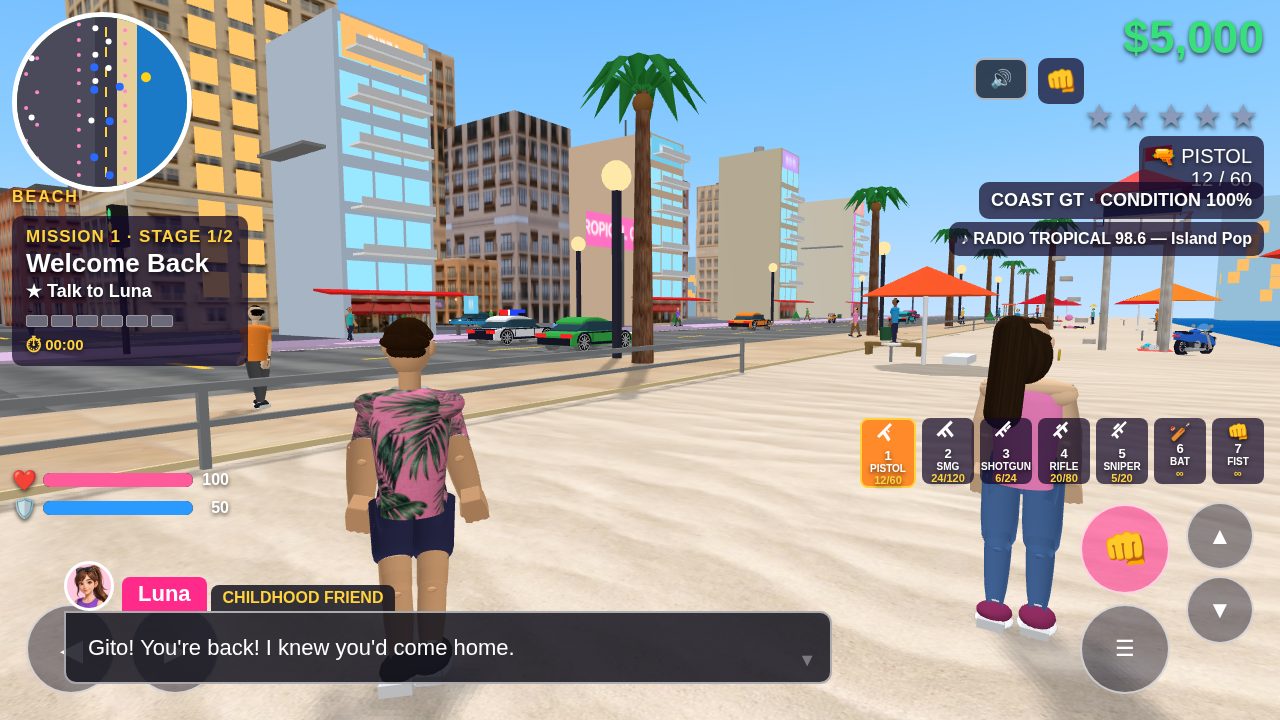 $5,000
BEACH
MISSION 1 · STAGE 1/2
Welcome Back
★ Talk to Luna
00:00
PISTOL
12 / 60
COAST GT · CONDITION 100%
♪ RADIO TROPICAL 98.6 — Island Pop
100
50
1
PISTOL
12/60
2
SMG
24/120
3
SHOTGUN
6/24
4
RIFLE
20/80
5
SNIPER
5/20
6
BAT
∞
7
FIST
∞
Luna
CHILDHOOD FRIEND
Gito! You're back! I knew you'd come home.